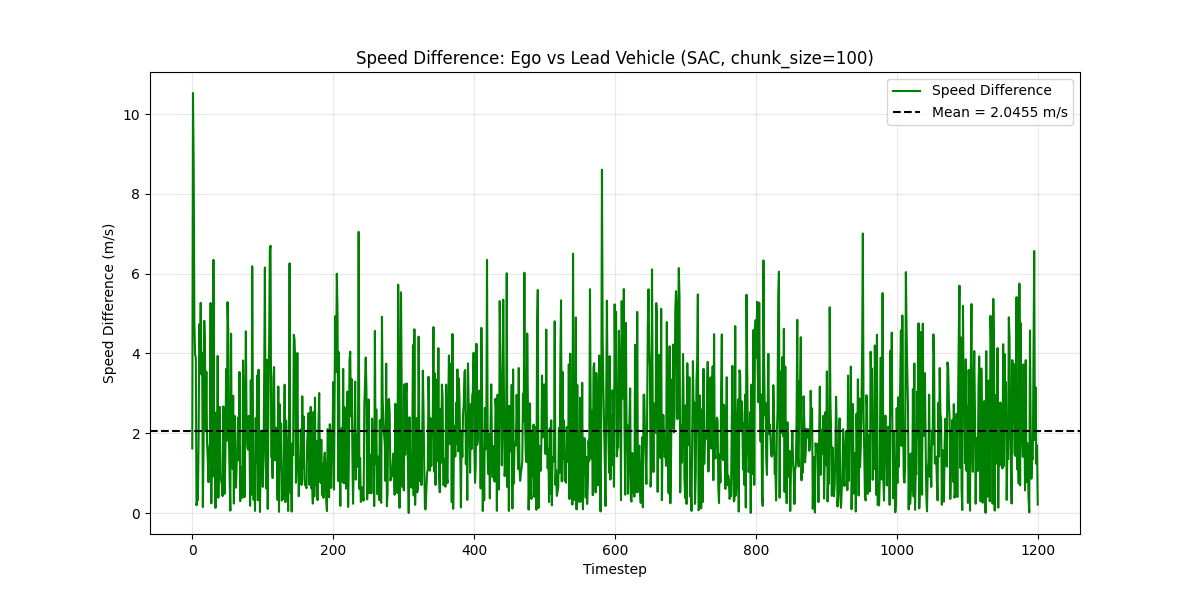 Speed Difference: Ego vs Lead Vehicle (SAC, chunk_size=100)
Speed Difference
Mean = 2.0455 m/s
Speed Difference (m/s)
10
8
6
4
2
0
0 200 400 600 800 1000 1200
Timestep